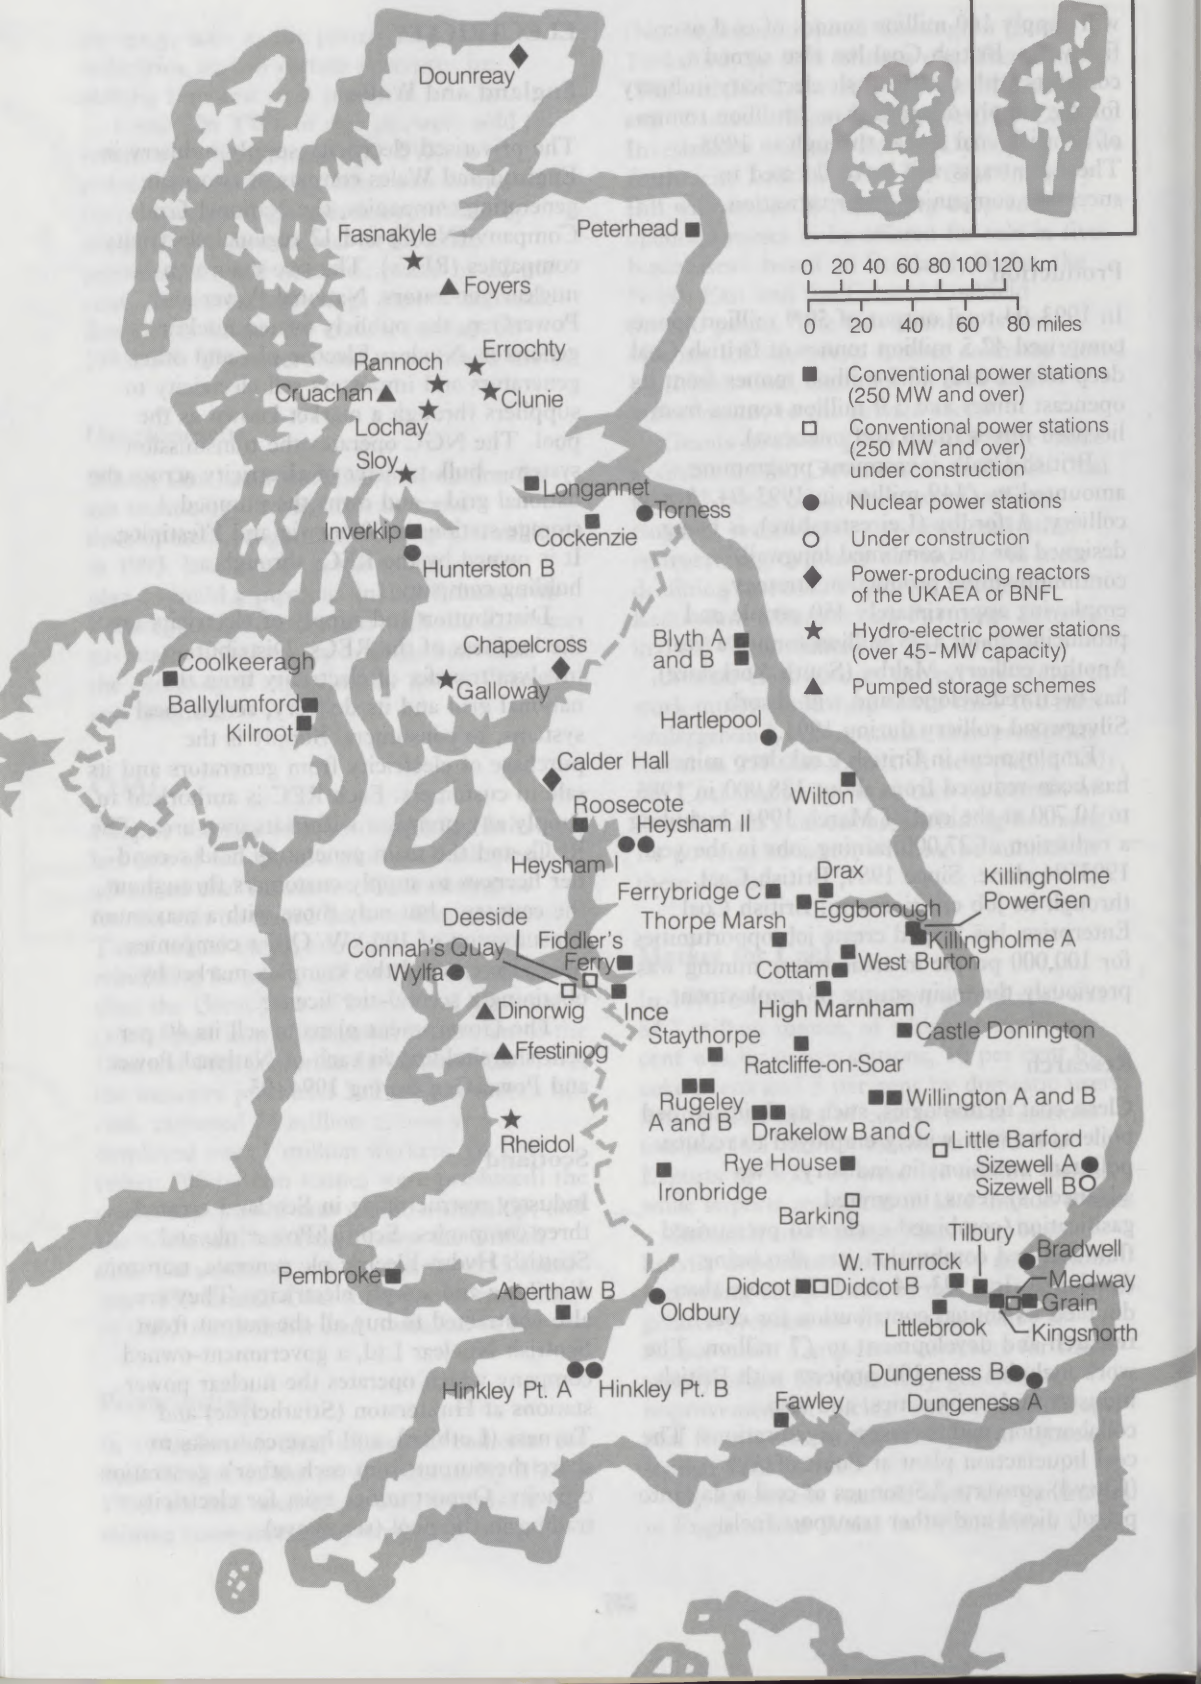 Dounreay
Peterhead
Fasnakyle
Foyers
0 20 40 60 80 100 120 km
0 20 40 60 80 miles
Errochty
Rannoch
Cruachan
Clunie
Lochay
Sloy
Conventional power stations
(250 MW and over)
Conventional power stations
(250 MW and over)
under construction
Nuclear power stations
Under construction
Power-producing reactors
of the UKAEA or BNFL
Hydro-electric power stations
(over 45-MW capacity)
Pumped storage schemes
Longannet
Torness
Inverkip
Cockenzie
Hunterston B
Chapelcross
Blyth A
and B
Coolkeeragh
Galloway
Ballylumford
Kilroot
Hartlepool
Calder Hall
Wilton
Roosecote
Heysham II
Heysham I
Drax
Ferrybridge C
Killingholme
PowerGen
Eggborough
Deeside
Thorpe Marsh
Connah's Quay
Fiddler's
Ferry
Killingholme A
West Burton
Wylfa
Cottam
Dinorwig
Ince
High Marnham
Staythorpe
Castle Donington
Ffestiniog
Ratcliffe-on-Soar
Rugeley
A and B
Willington A and B
Rheidol
Drakelow B and C
Little Barford
Rye House
Sizewell A
Sizewell B
Ironbridge
Barking
Tilbury
W. Thurrock
Bradwell
Pembroke
Aberthaw B
Didcot
Didcot B
Medway
Oldbury
Grain
Littlebrook
Kingsnorth
Hinkley Pt. A
Hinkley Pt. B
Dungeness B
Dungeness A
Fawley